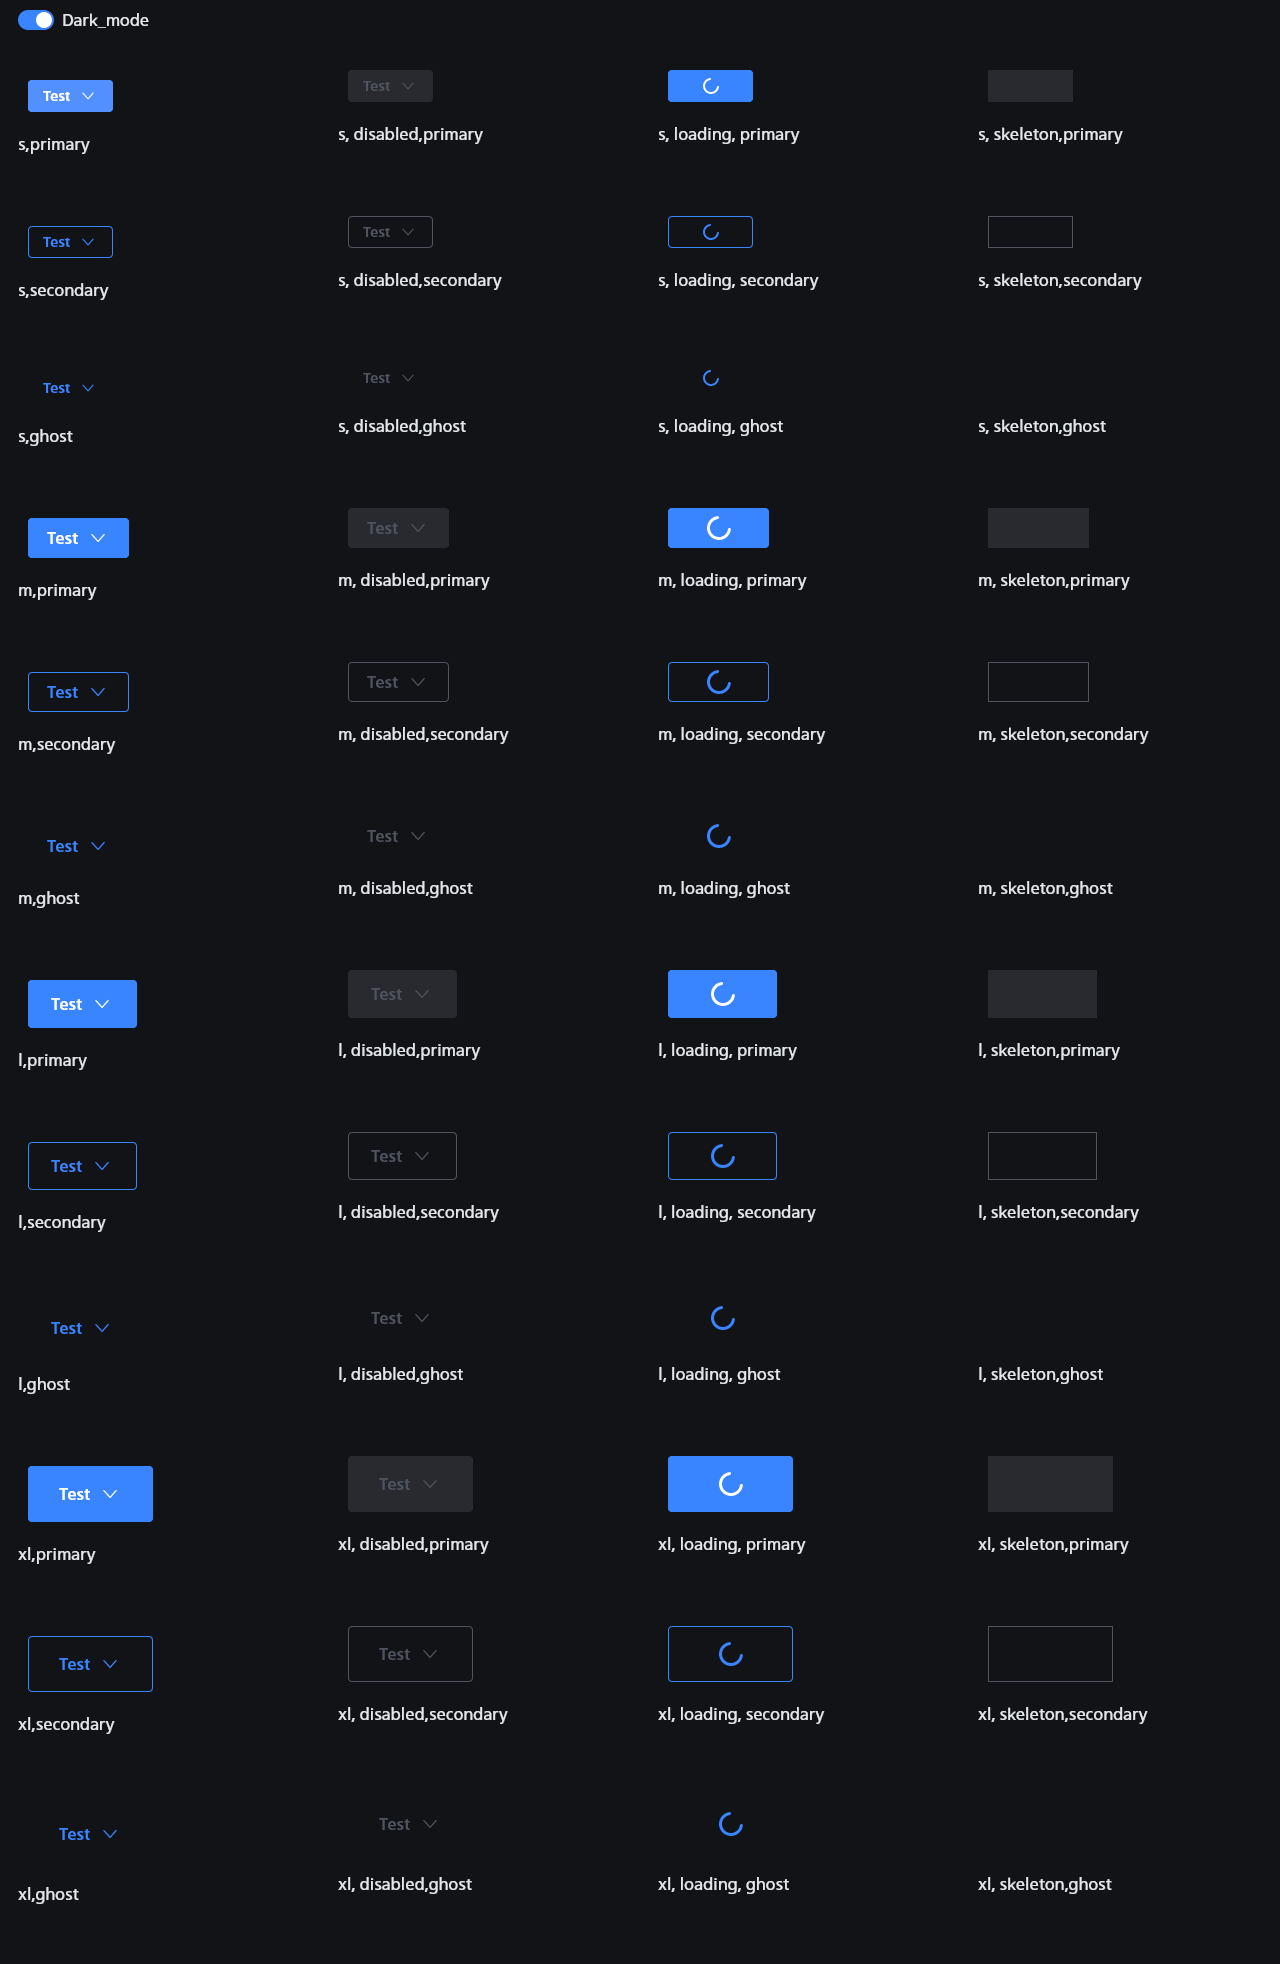 Dark_mode
Test
Test
s,primary
s, disabled,primary
s, loading, primary
s, skeleton,primary
Test
Test
s,secondary
s, disabled,secondary
s, loading, secondary
s, skeleton,secondary
Test
Test
s,ghost
s, disabled,ghost
s, loading, ghost
s, skeleton,ghost
Test
Test
m,primary
m, disabled,primary
m, loading, primary
m, skeleton,primary
Test
Test
m,secondary
m, disabled,secondary
m, loading, secondary
m, skeleton,secondary
Test
Test
m,ghost
m, disabled,ghost
m, loading, ghost
m, skeleton,ghost
Test
Test
l,primary
l, disabled,primary
l, loading, primary
l, skeleton,primary
Test
Test
l,secondary
l, disabled,secondary
l, loading, secondary
l, skeleton,secondary
Test
Test
l,ghost
l, disabled,ghost
l, loading, ghost
l, skeleton,ghost
Test
Test
xl,primary
xl, disabled,primary
xl, loading, primary
xl, skeleton,primary
Test
Test
xl,secondary
xl, disabled,secondary
xl, loading, secondary
xl, skeleton,secondary
Test
Test
xl,ghost
xl, disabled,ghost
xl, loading, ghost
xl, skeleton,ghost